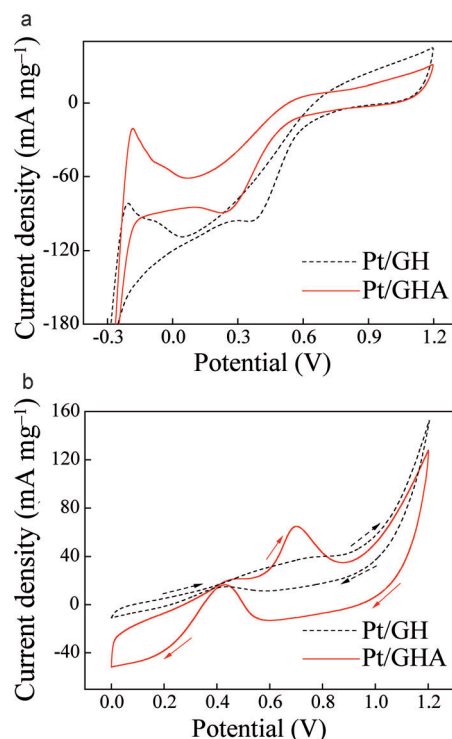 a
Current density (mA mg⁻¹)
0
-60
-120
-180
Pt/GH
Pt/GHA
-0.3 0.0 0.3 0.6 0.9 1.2
Potential (V)
b
Current density (mA mg⁻¹)
160
120
80
40
0
-40
Pt/GH
Pt/GHA
0.0 0.2 0.4 0.6 0.8 1.0 1.2
Potential (V)